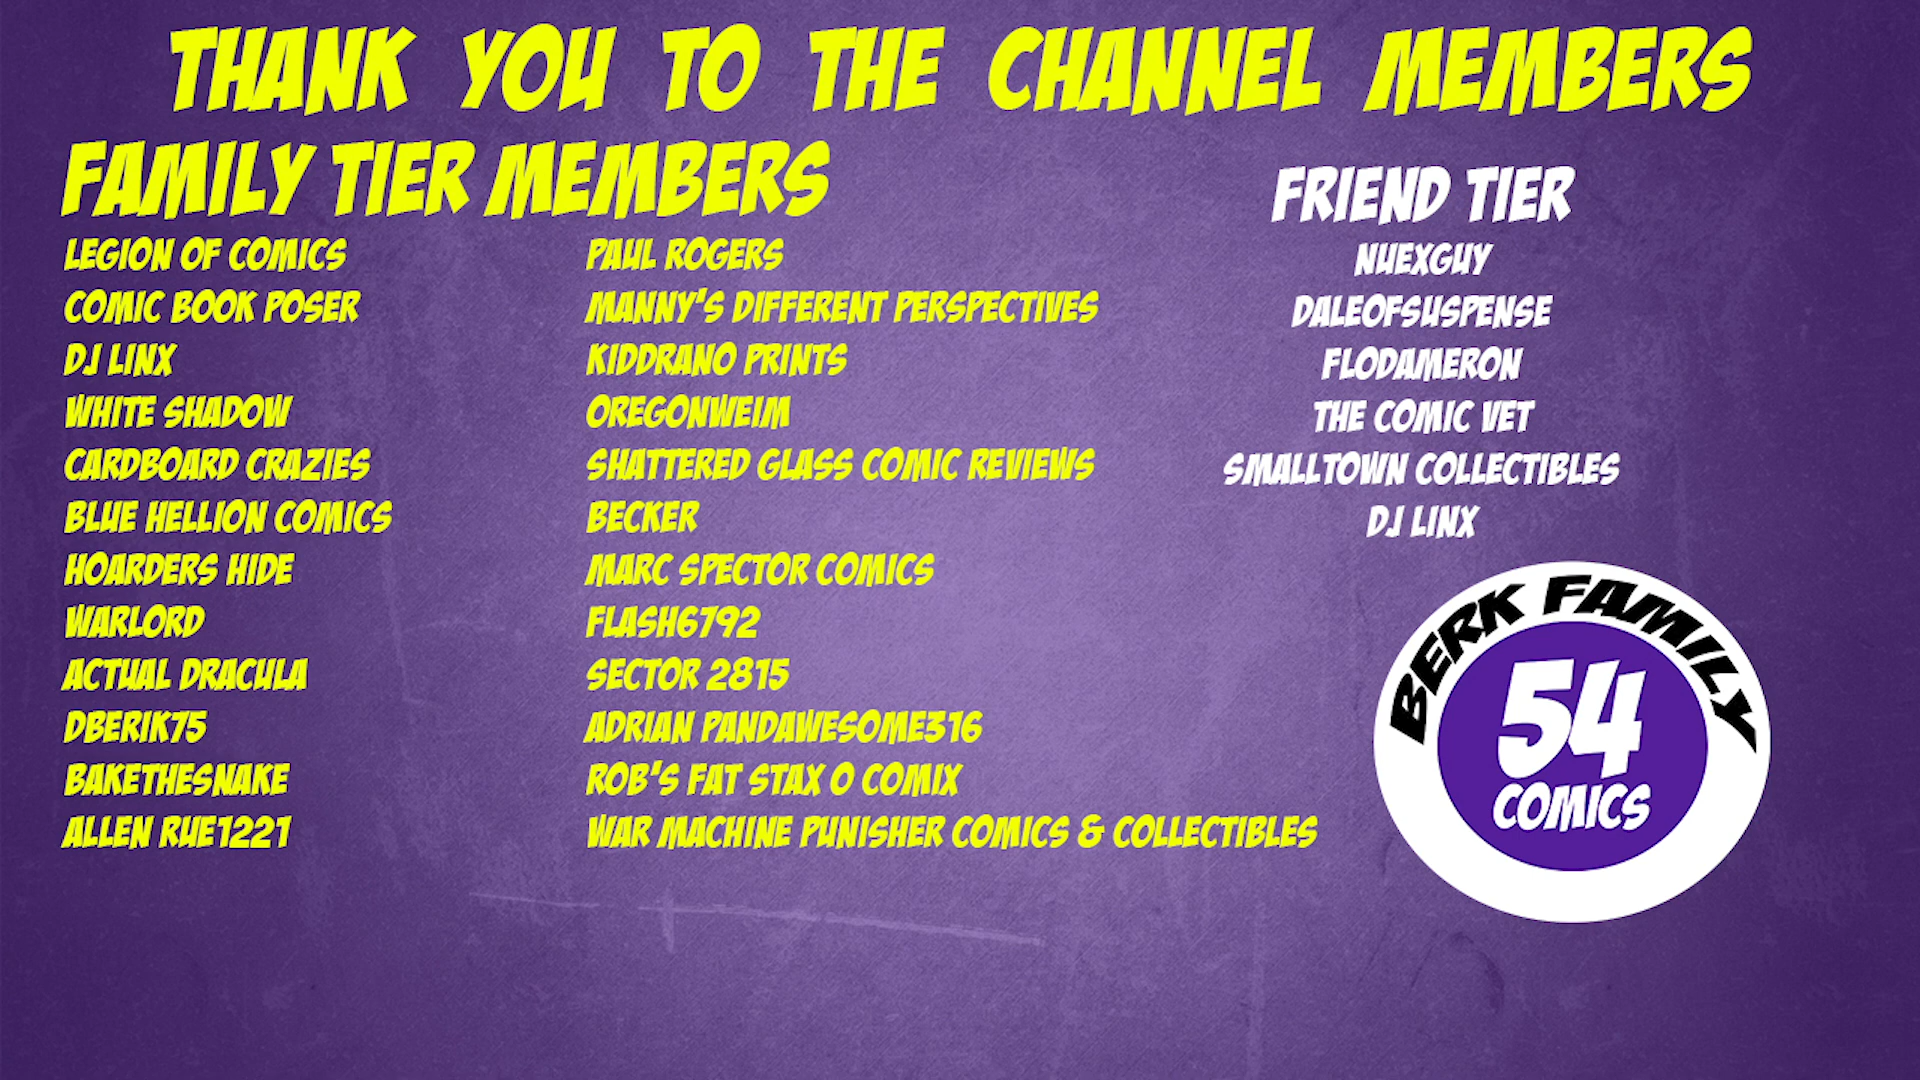 THANK YOU TO THE CHANNEL MEMBERS
FAMILY TIER MEMBERS
LEGION OF COMICS
COMIC BOOK POSER
DJ LINX
WHITE SHADOW
CARDBOARD CRAZIES
BLUE HELLION COMICS
HOARDERS HIDE
WARLORD
ACTUAL DRACULA
DBERIK75
BAKETHESNAKE
ALLEN RUE1221
PAUL ROGERS
MANNY'S DIFFERENT PERSPECTIVES
KIDDRANO PRINTS
OREGONWEIM
SHATTERED GLASS COMIC REVIEWS
BECKER
MARC SPECTOR COMICS
FLASH6792
SECTOR 2815
ADRIAN PANDAWESOME316
ROB'S FAT STAX O COMIX
WAR MACHINE PUNISHER COMICS & COLLECTIBLES
FRIEND TIER
NUEXGUY
DALEOFSUSPENSE
FLODAMERON
THE COMIC VET
SMALLTOWN COLLECTIBLES
DJ LINX
BERK FAMILY
54
COMICS